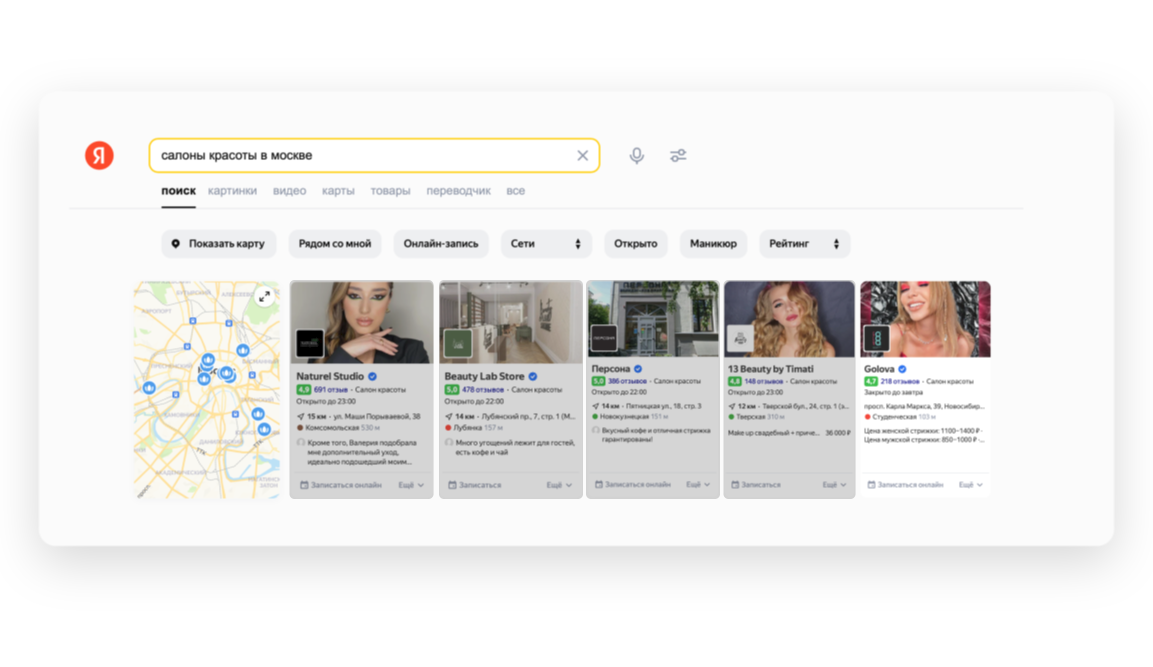 Я
салоны красоты в москве
поиск картинки видео карты товары переводчик все
Показать карту Рядом со мной Онлайн-запись Сети Открыто Маникюр Рейтинг
Naturel Studio
4,9 691 отзыв · Салон красоты
Открыто до 23:00
15 км · ул. Маши Порываевой, 38
Комсомольская 530 м
Кроме того, Валерия подобрала
мне дополнительный уход,
идеально подошедший моим...
Записаться онлайн Ещё
Beauty Lab Store
5,0 478 отзывов · Салон красоты
Открыто до 22:00
14 км · Лубянский пр., 7, стр. 1 (М...
Лубянка 157 м
Много угощений лежит для гостей,
есть кофе и чай
Записаться Ещё
Персона
5,0 386 отзывов · Салон красоты
Открыто до 22:00
14 км · Пятницкая ул., 18, стр. 3
Новокузнецкая 151 м
Вкусный кофе и отличная стрижка
гарантированы!
Записаться онлайн Ещё
13 Beauty by Timati
4,8 148 отзывов · Салон красоты
Открыто до 23:00
12 км · Тверской бул., 24, стр. 1 (э...
Тверская 310 м
Make up свадебный + приче... 36 000 ₽
Записаться Ещё
Golova
4,7 218 отзывов · Салон красоты
Закрыто до завтра
просп. Карла Маркса, 39, Новосибир...
Студенческая 103 м
Цена женской стрижки: 1100–1400 ₽ ·
Цена мужской стрижки: 850–1000 ₽ ·...
Записаться онлайн Ещё